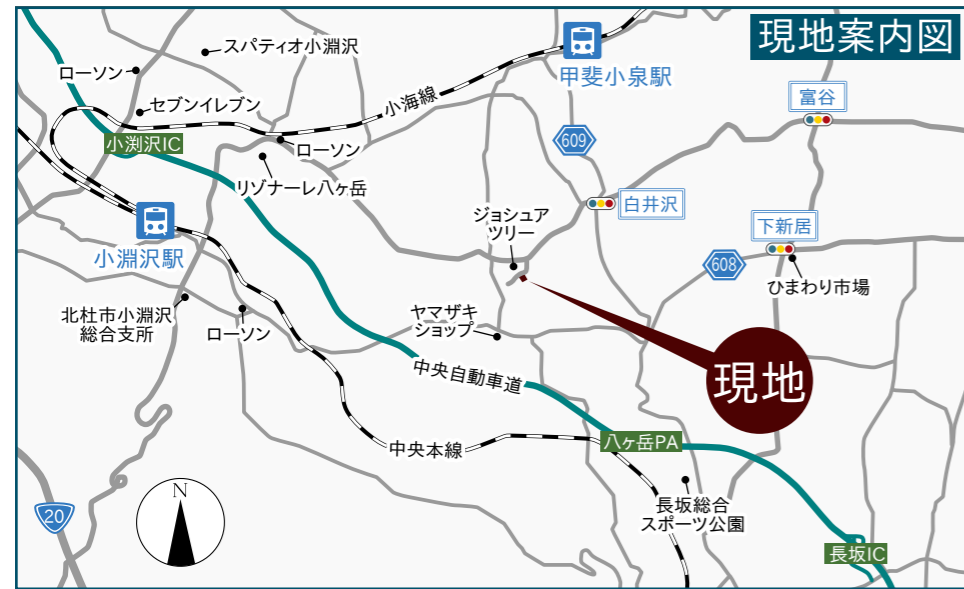 現地案内図
スパティオ小淵沢
ローソン
甲斐小泉駅
小海線
セブンイレブン
富谷
小渕沢IC
609
ローソン
リゾナーレ八ヶ岳
白井沢
ジョシュア
ツリー
下新居
小淵沢駅
608
ひまわり市場
北杜市小淵沢
総合支所
ローソン
ヤマザキ
ショップ
中央自動車道
現地
八ヶ岳PA
中央本線
N
長坂総合
スポーツ公園
20
長坂IC